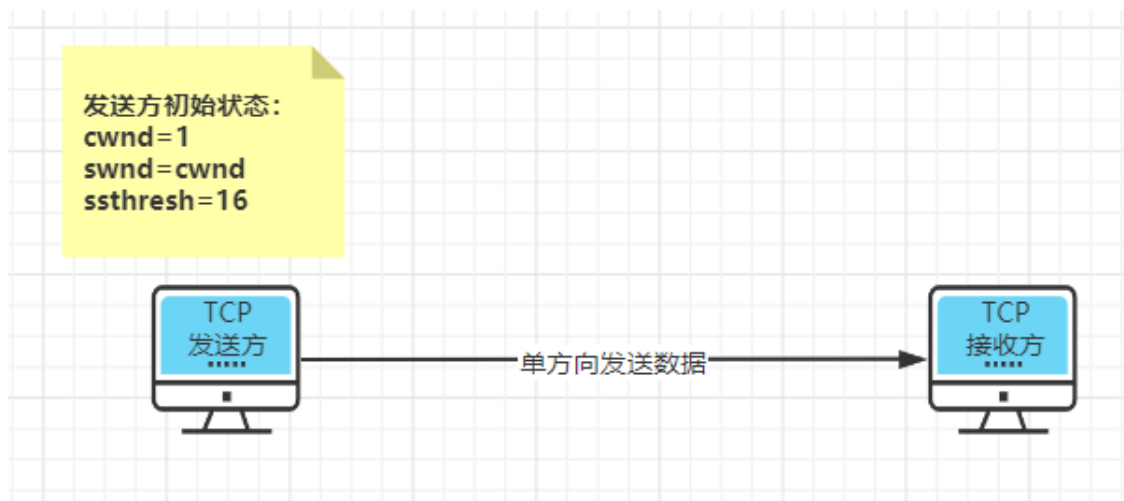 发送方初始状态：
cwnd=1
swnd=cwnd
ssthresh=16
TCP
发送方
单方向发送数据
TCP
接收方